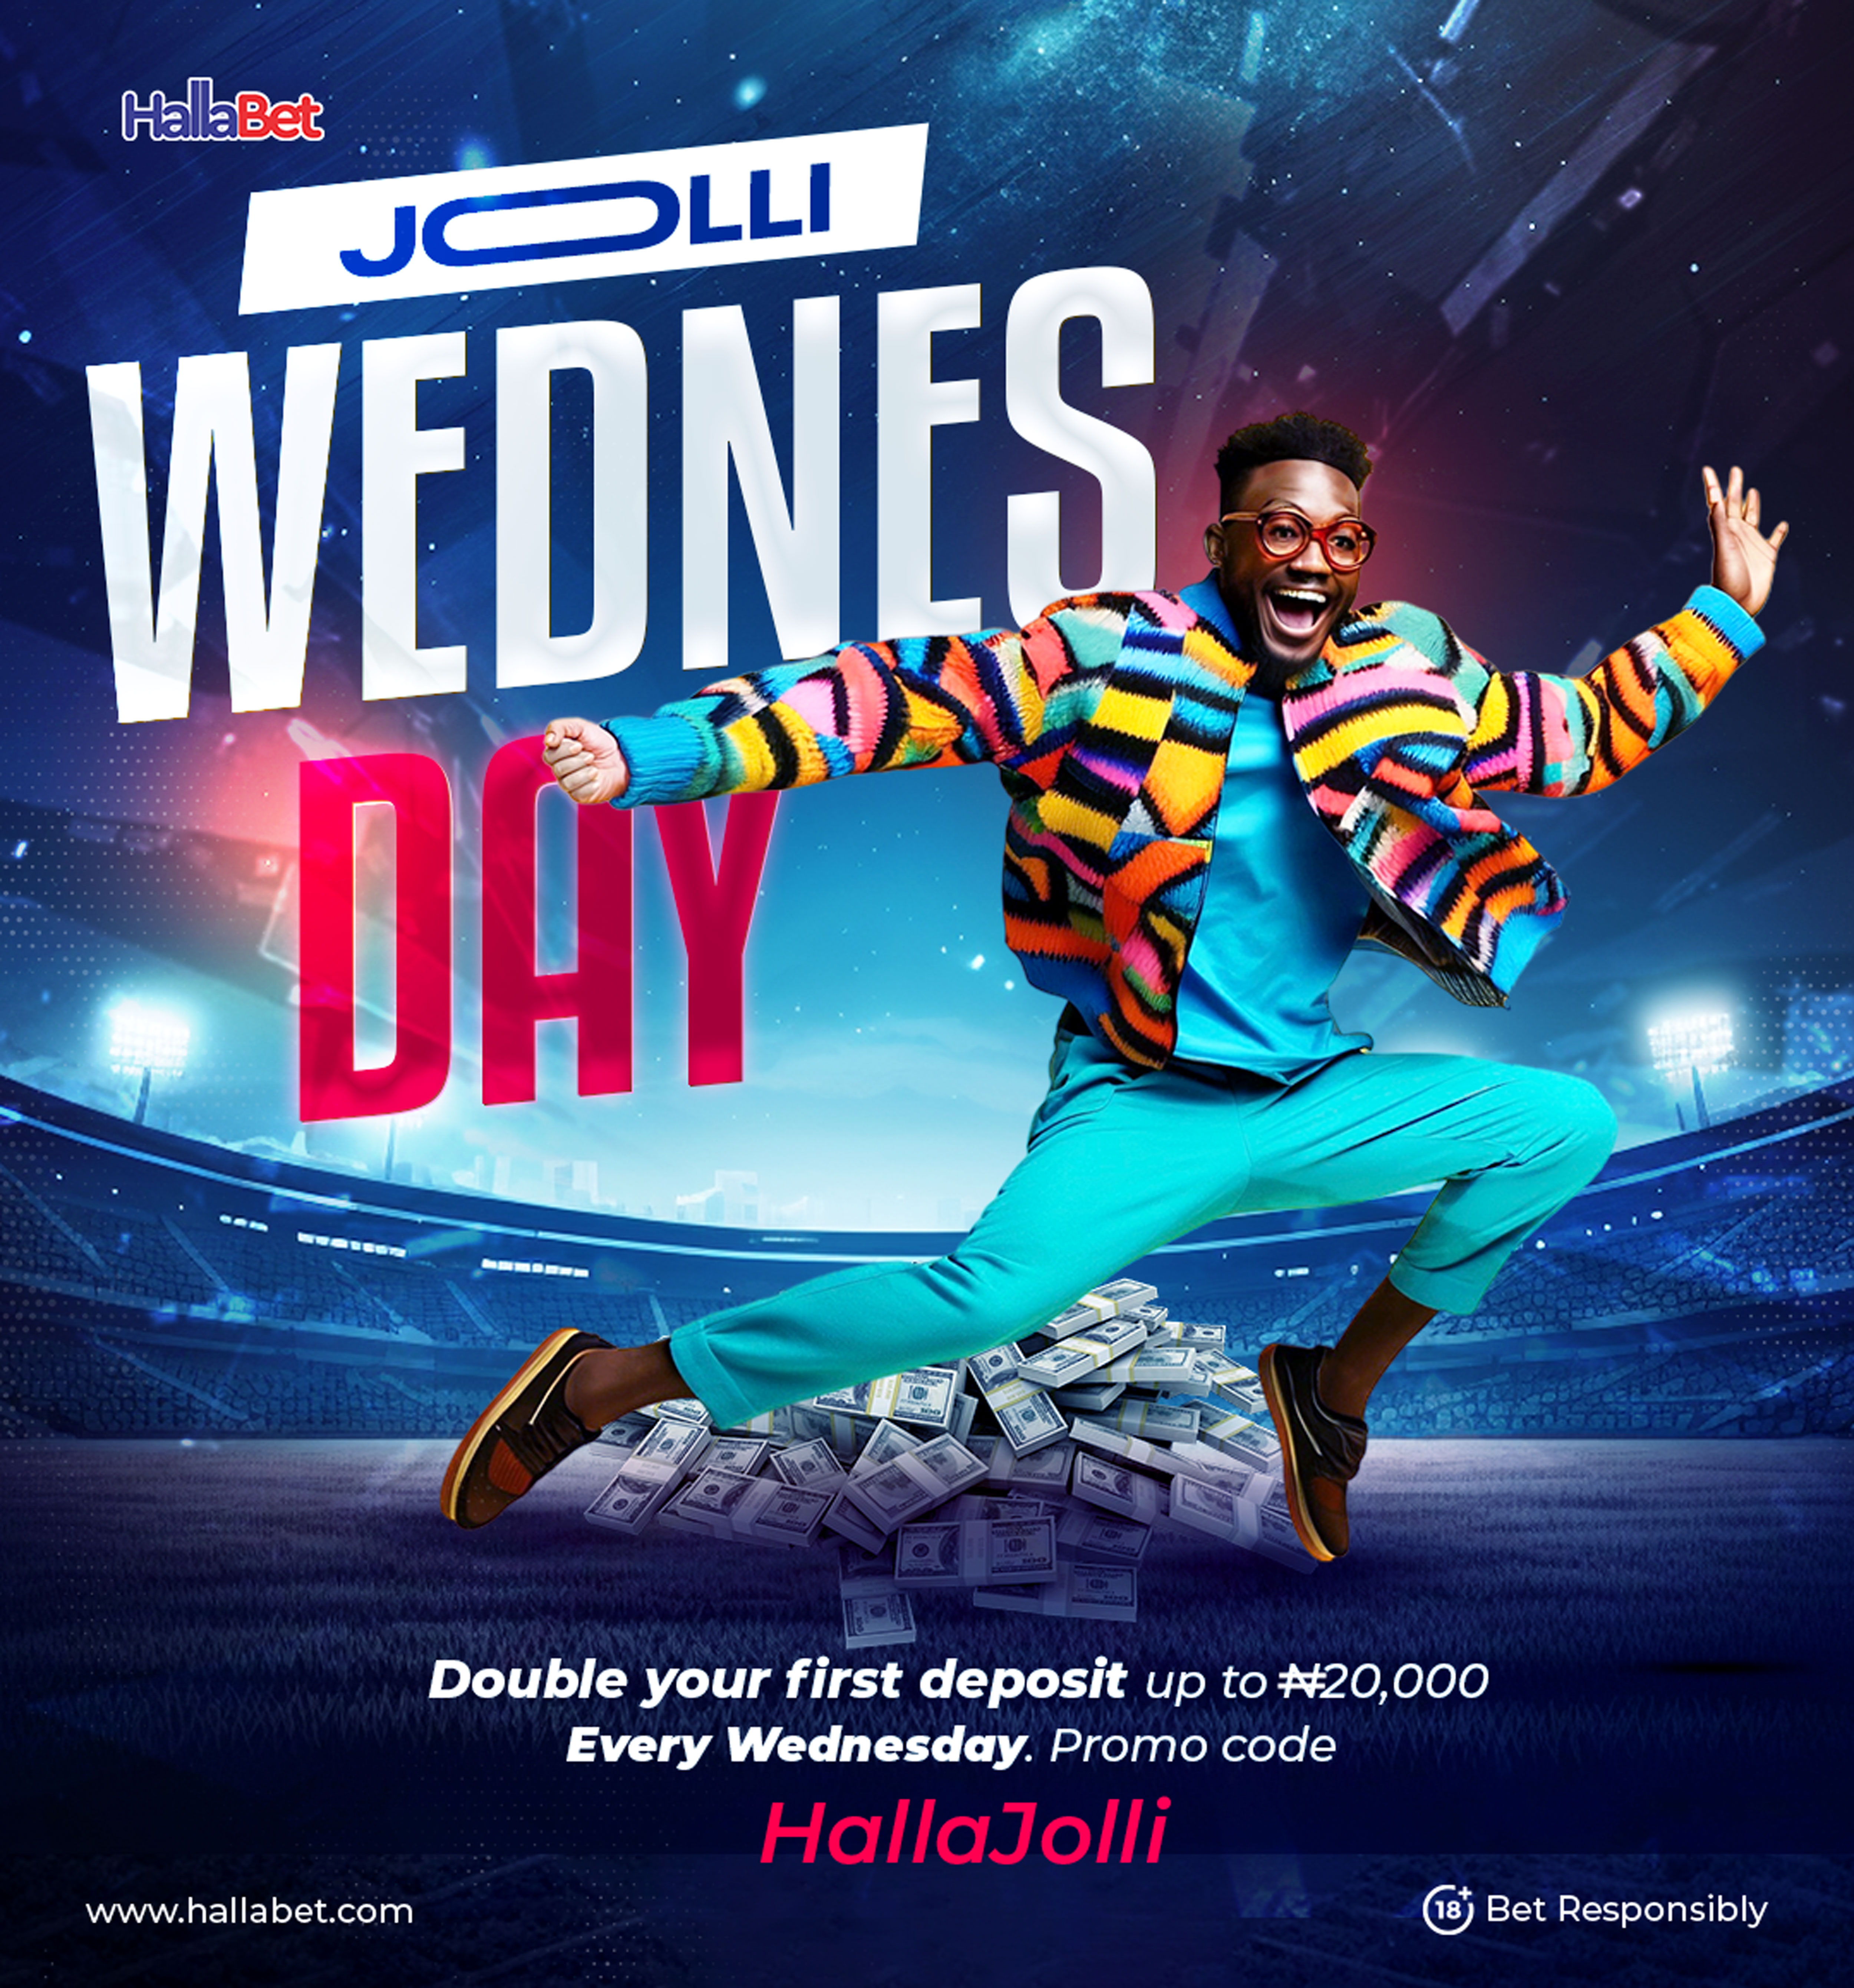 HallaBet
JOLLI
WEDNES
DAY
Double your first deposit up to ₦20,000
Every Wednesday. Promo code
HallaJolli
www.hallabet.com
18+ Bet Responsibly